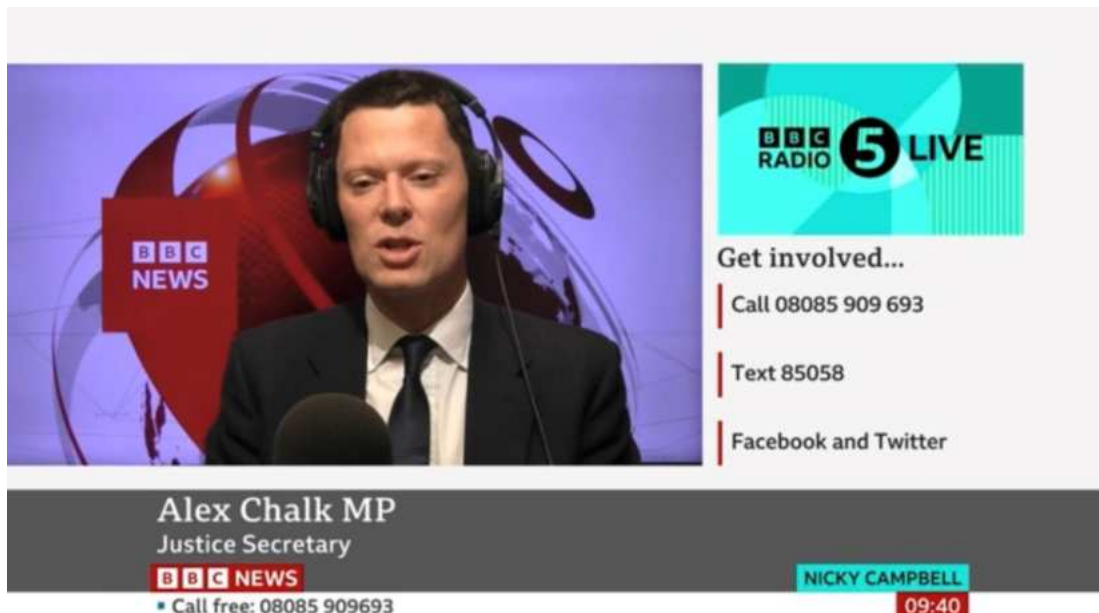 BBC
NEWS
BBC
RADIO 5 LIVE
Get involved...
Call 08085 909 693
Text 85058
Facebook and Twitter
Alex Chalk MP
Justice Secretary
BBC NEWS
NICKY CAMPBELL
▪ Call free: 08085 909693
09:40